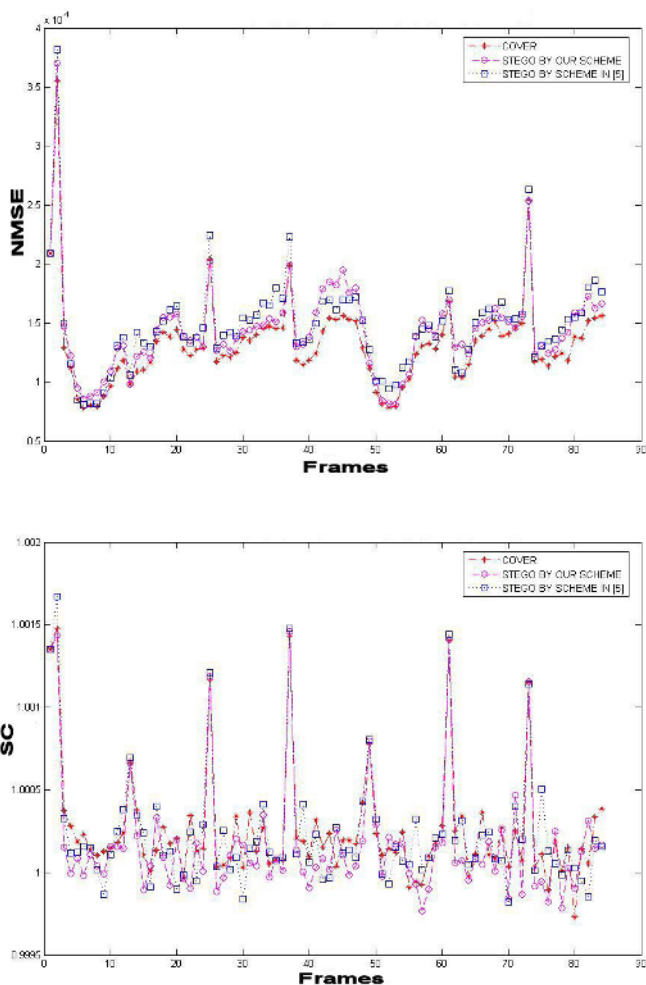 x 10⁻⁴
4
3.5
3
2.5
2
1.5
1
0.5
NMSE
COVER
STEGO BY OUR SCHEME
STEGO BY SCHEME IN [5]
0 10 20 30 40 50 60 70 80 90
Frames
1.002
1.0015
1.001
1.0005
1
0.9995
SC
COVER
STEGO BY OUR SCHEME
STEGO BY SCHEME IN [5]
0 10 20 30 40 50 60 70 80 90
Frames